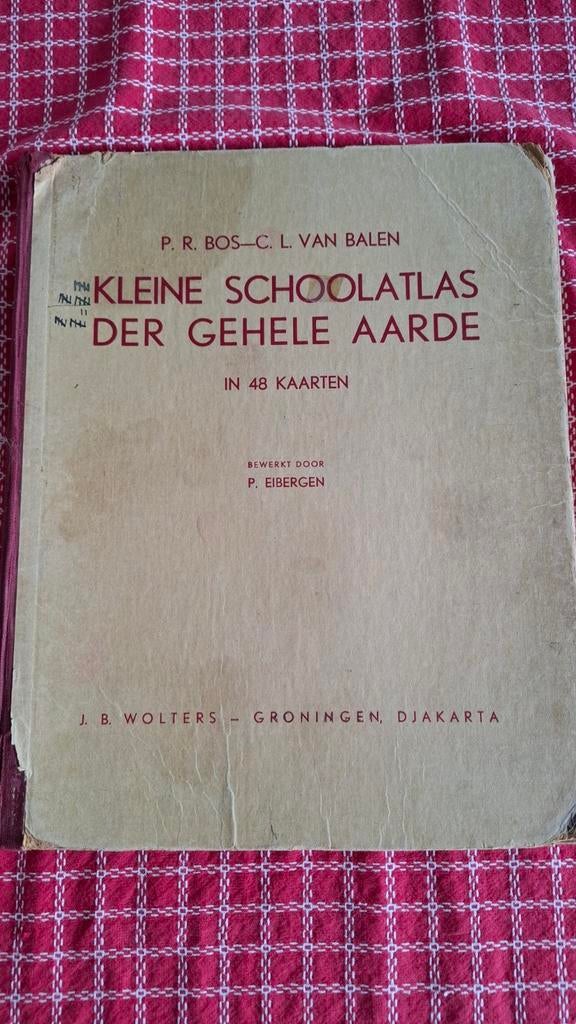 P. R. BOS—C. L. VAN BALEN
KLEINE SCHOOLATLAS
DER GEHELE AARDE
IN 48 KAARTEN
BEWERKT DOOR
P. EIBERGEN
J. B. WOLTERS – GRONINGEN, DJAKARTA